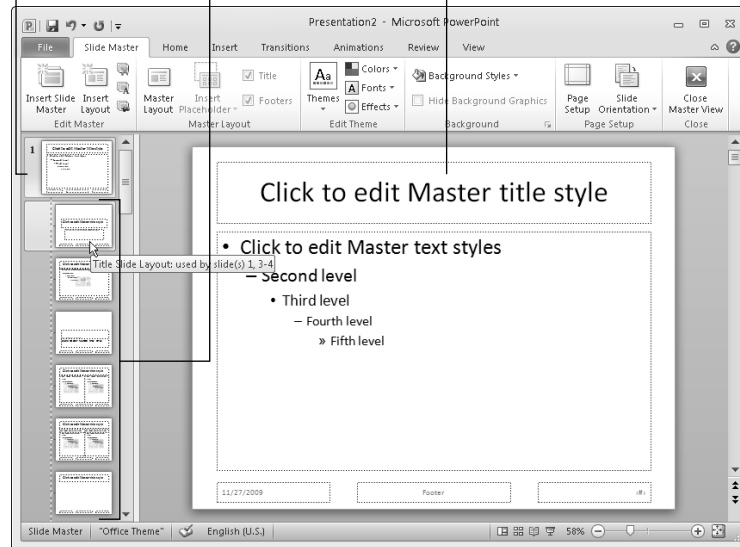 Presentation2 - Microsoft PowerPoint
File Slide Master Home Insert Transitions Animations Review View
Insert Slide Master
Insert Layout
Edit Master
Master Layout
Insert Placeholder
Title
Footers
Master Layout
Themes
Colors
Fonts
Effects
Edit Theme
Background Styles
Hide Background Graphics
Background
Page Setup
Slide Orientation
Page Setup
Close Master View
Close
1
Title Slide Layout: used by slide(s) 1, 3-4
Click to edit Master title style
• Click to edit Master text styles
– Second level
• Third level
– Fourth level
» Fifth level
11/27/2009 Footer ‹#›
Slide Master "Office Theme" English (U.S.) 58%